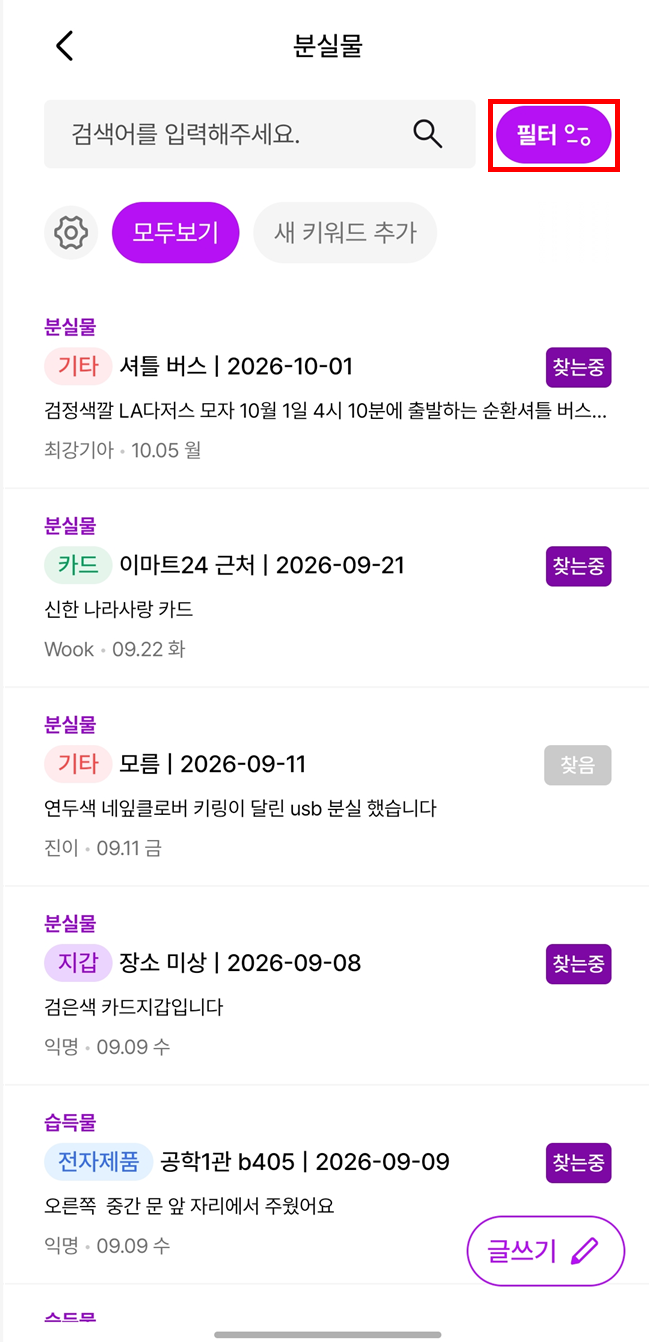 분실물
검색어를 입력해주세요.
필터
모두보기
새 키워드 추가
분실물
기타 셔틀 버스 | 2026-10-01 찾는중
검정색깔 LA다저스 모자 10월 1일 4시 10분에 출발하는 순환셔틀 버스...
최강기아 • 10.05 월
분실물
카드 이마트24 근처 | 2026-09-21 찾는중
신한 나라사랑 카드
Wook • 09.22 화
분실물
기타 모름 | 2026-09-11 찾음
연두색 네잎클로버 키링이 달린 usb 분실 했습니다
진이 • 09.11 금
분실물
지갑 장소 미상 | 2026-09-08 찾는중
검은색 카드지갑입니다
익명 • 09.09 수
습득물
전자제품 공학1관 b405 | 2026-09-09 찾는중
오른쪽  중간 문 앞 자리에서 주웠어요
익명 • 09.09 수
글쓰기
습득물